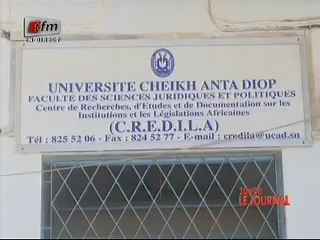 tfm
EN DIRECT
UNIVERSITE CHEIKH ANTA DIOP
FACULTE DES SCIENCES JURIDIQUES ET POLITIQUES
Centre de Recherches, d'Etudes et de Documentation sur les
Institutions et les Législations Africaines
(C.R.E.D.I.L.A)
Tél : 825 52 06 - Fax : 824 52 77 - E-mail : credila@ucad.sn
LE JOURNAL